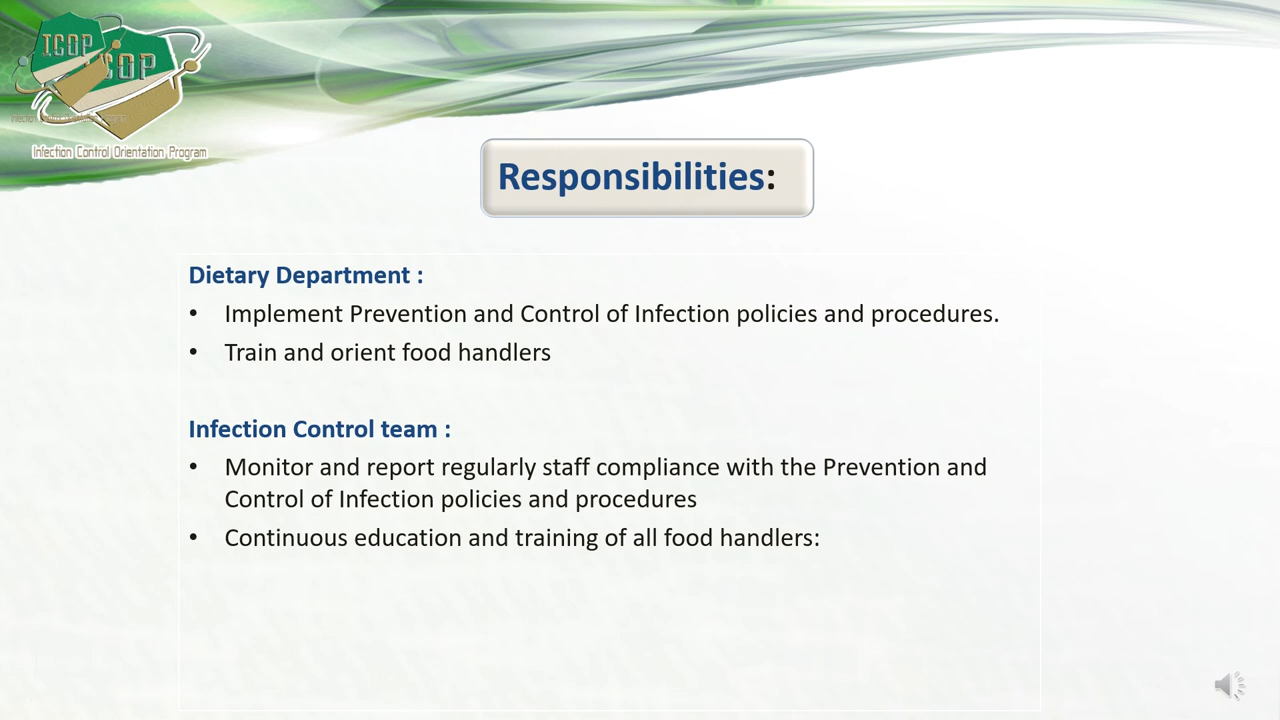 ICOP
COP
Infection Control Orientation Program
Responsibilities:
Dietary Department :
• Implement Prevention and Control of Infection policies and procedures.
• Train and orient food handlers
Infection Control team :
• Monitor and report regularly staff compliance with the Prevention and
Control of Infection policies and procedures
• Continuous education and training of all food handlers: